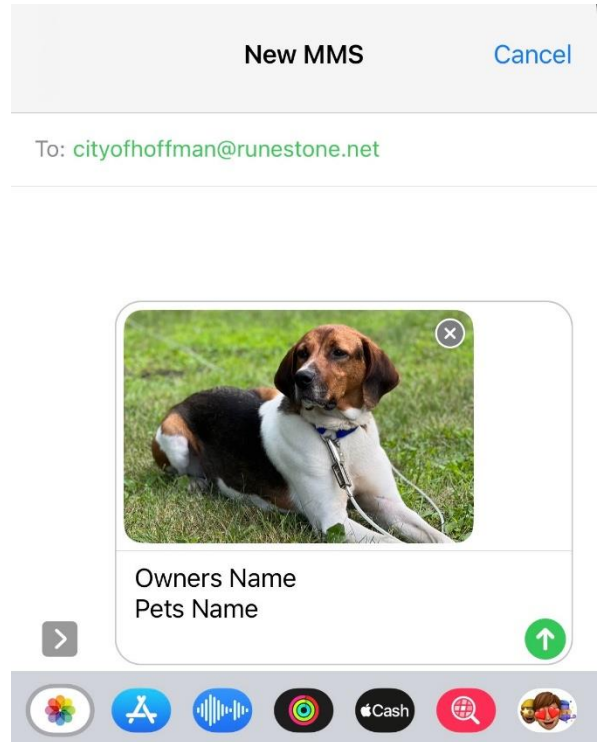 New MMS
Cancel
To: cityofhoffman@runestone.net
Owners Name
Pets Name
Cash